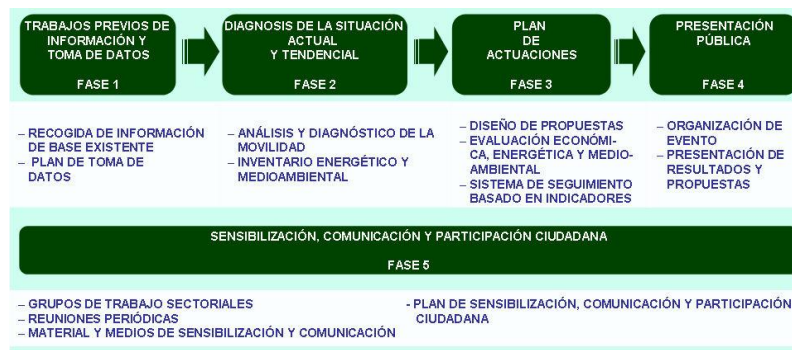 TRABAJOS PREVIOS DE
INFORMACIÓN Y
TOMA DE DATOS
FASE 1
DIAGNOSIS DE LA SITUACIÓN
ACTUAL
Y TENDENCIAL
FASE 2
PLAN
DE
ACTUACIONES
FASE 3
PRESENTACIÓN
PÚBLICA
FASE 4
– RECOGIDA DE INFORMACIÓN
DE BASE EXISTENTE
– PLAN DE TOMA DE
DATOS
– ANÁLISIS Y DIAGNÓSTICO DE LA
MOVILIDAD
– INVENTARIO ENERGÉTICO Y
MEDIOAMBIENTAL
– DISEÑO DE PROPUESTAS
– EVALUACIÓN ECONÓMI-
CA, ENERGÉTICA Y MEDIO-
AMBIENTAL
– SISTEMA DE SEGUIMIENTO
BASADO EN INDICADORES
– ORGANIZACIÓN DE
EVENTO
– PRESENTACIÓN DE
RESULTADOS Y
PROPUESTAS
SENSIBILIZACIÓN, COMUNICACIÓN Y PARTICIPACIÓN CIUDADANA
FASE 5
– GRUPOS DE TRABAJO SECTORIALES
– REUNIONES PERIÓDICAS
– MATERIAL Y MEDIOS DE SENSIBILIZACIÓN Y COMUNICACIÓN
- PLAN DE SENSIBILIZACIÓN, COMUNICACIÓN Y PARTICIPACIÓN
CIUDADANA